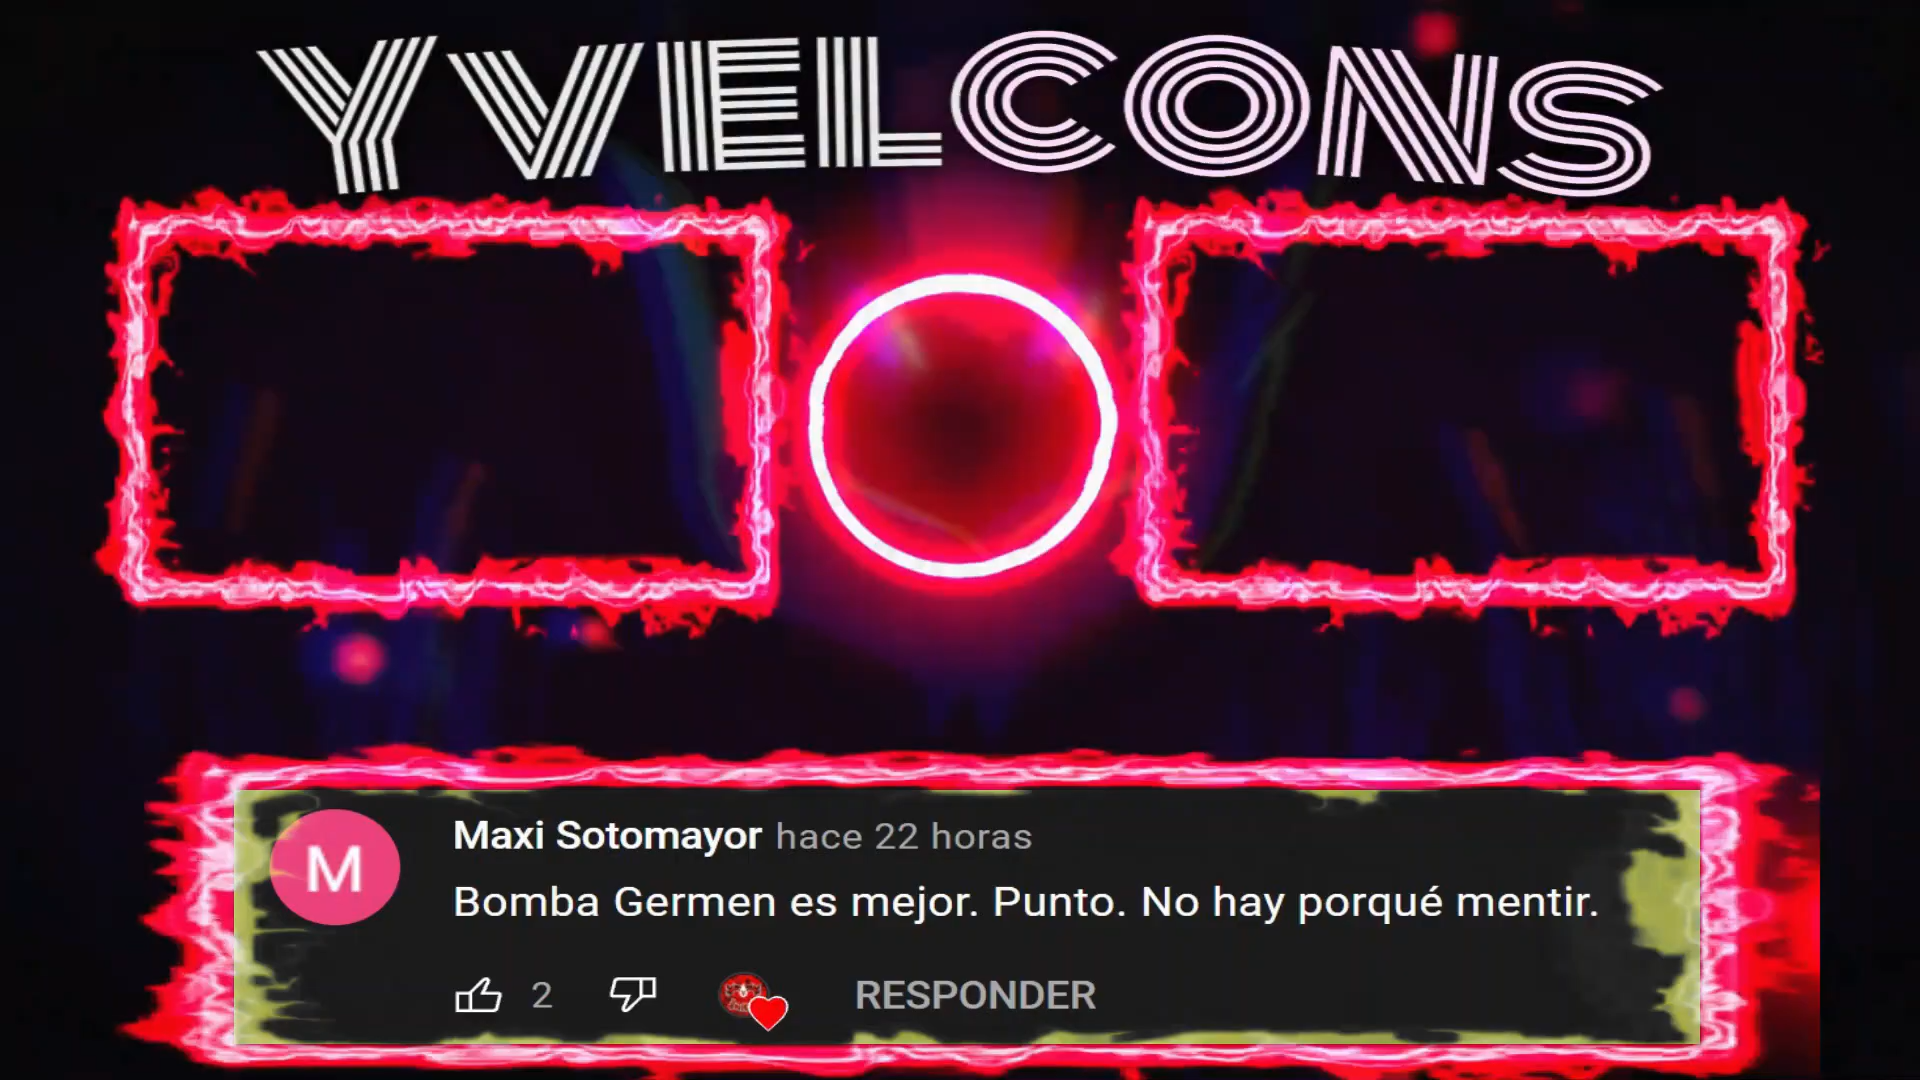 YVELCONS
Maxi Sotomayor hace 22 horas
M
Bomba Germen es mejor. Punto. No hay porqué mentir.
2
RESPONDER